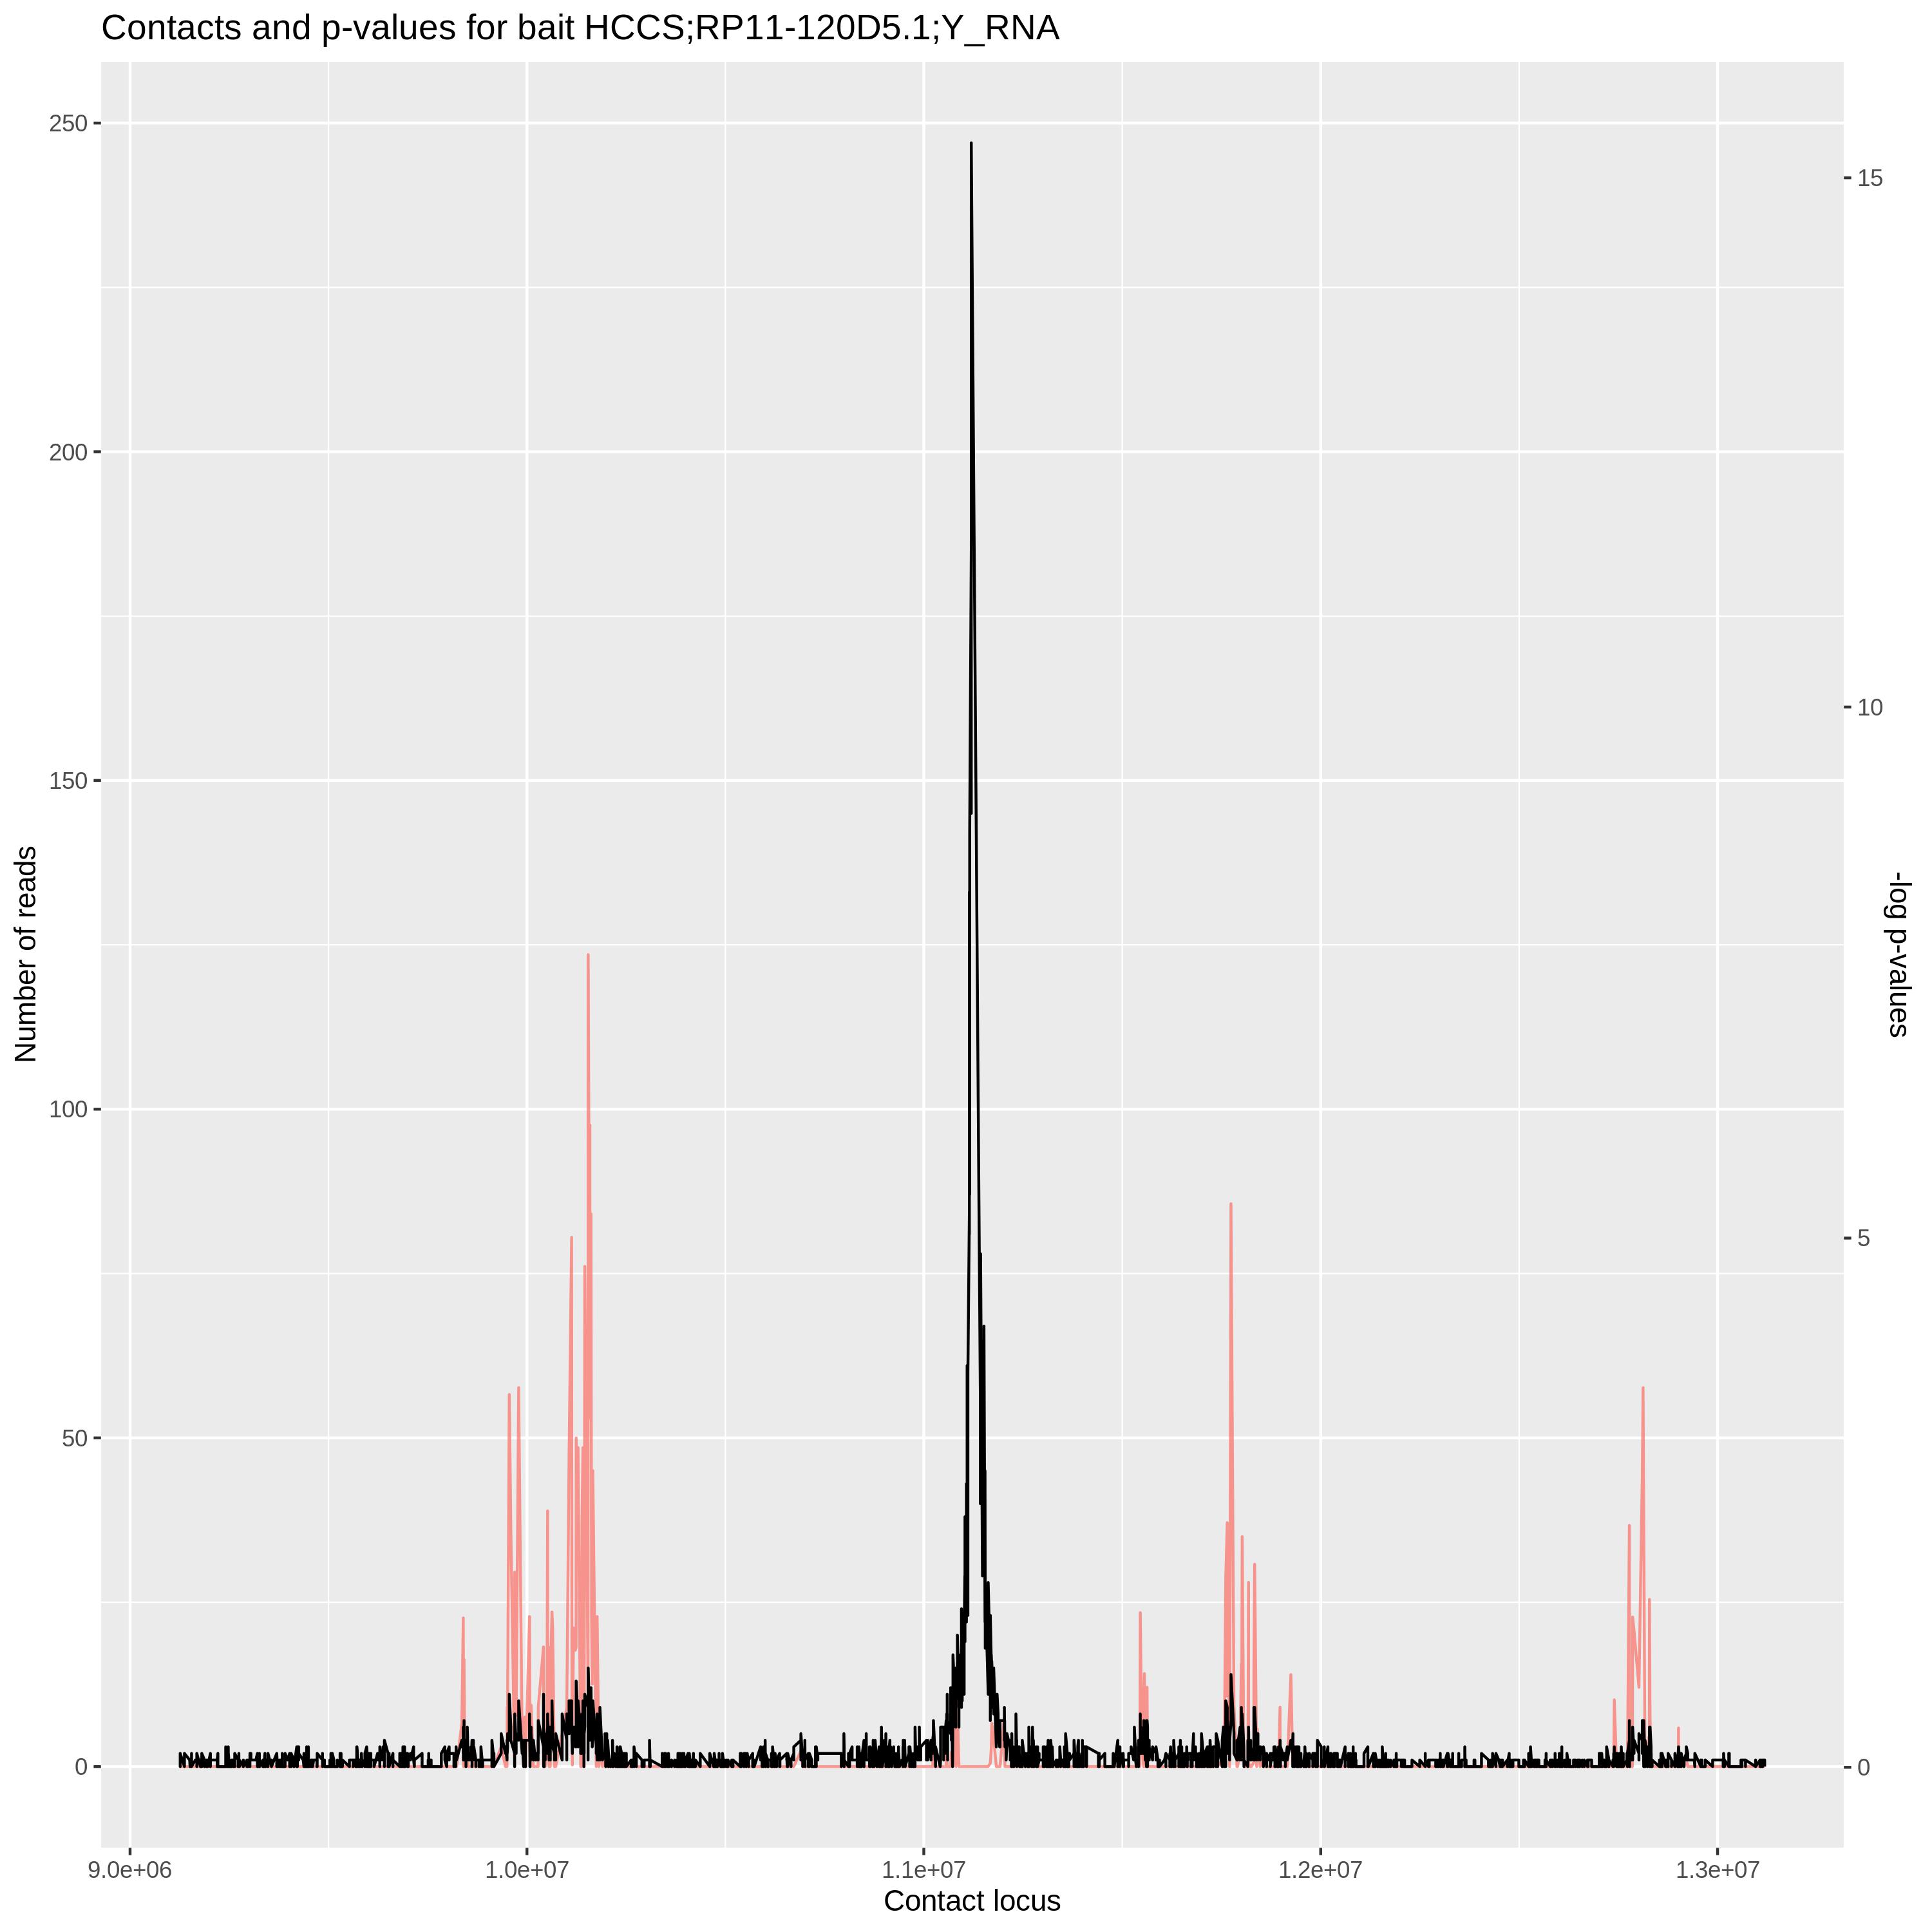 Contacts and p-values for bait HCCS;RP11-120D5.1;Y_RNA
250
200
150
100
50
0
Number of reads
15
10
5
0
-log p-values
9.0e+06 1.0e+07 1.1e+07 1.2e+07 1.3e+07
Contact locus